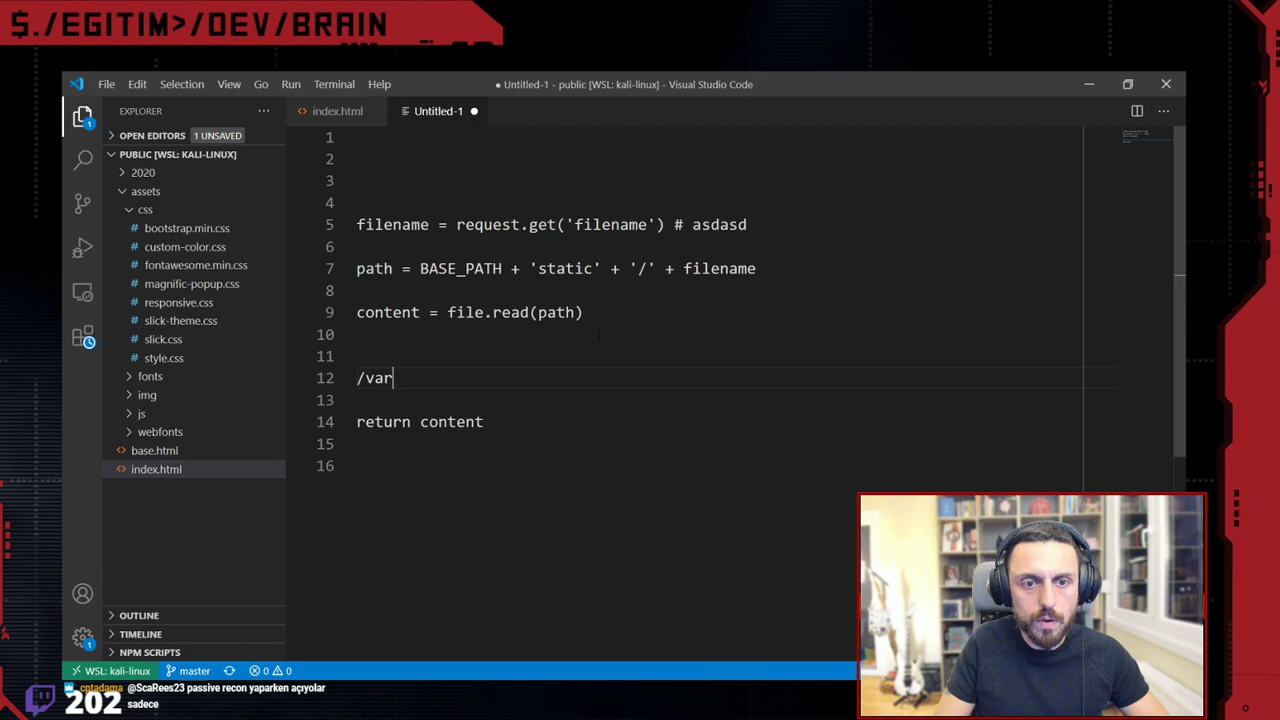 $./EGITIM>/DEV/BRAIN
File Edit Selection View Go Run Terminal Help
● Untitled-1 - public [WSL: kali-linux] - Visual Studio Code
EXPLORER
index.html
Untitled-1
OPEN EDITORS 1 UNSAVED
PUBLIC [WSL: KALI-LINUX]
2020
assets
css
bootstrap.min.css
custom-color.css
fontawesome.min.css
magnific-popup.css
responsive.css
slick-theme.css
slick.css
style.css
fonts
img
js
webfonts
base.html
index.html
OUTLINE
TIMELINE
NPM SCRIPTS
1
2
3
4
5 filename = request.get('filename') # asdasd
6
7 path = BASE_PATH + 'static' + '/' + filename
8
9 content = file.read(path)
10
11
12 /var
13
14 return content
15
16
1
1
WSL: kali-linux master 0 0
cptadama @ScaRees23 passive recon yaparken açıyolar
sadece
202